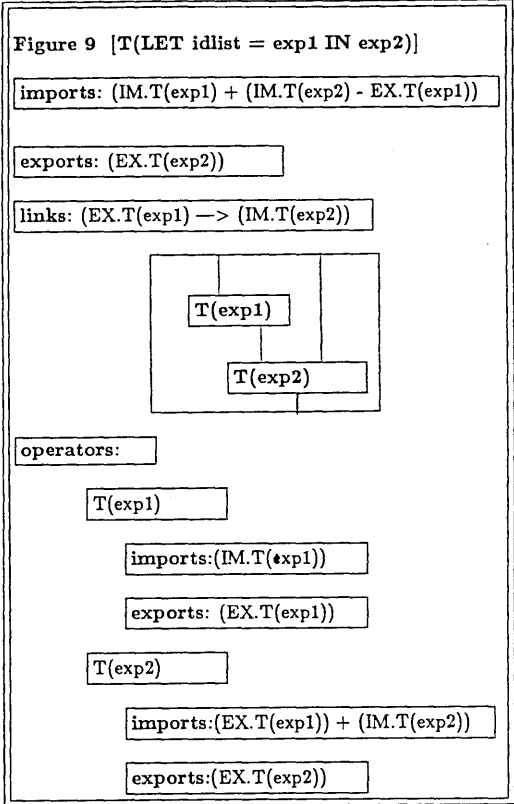 Figure 9 [T(LET idlist = exp1 IN exp2)]
imports: (IM.T(exp1) + (IM.T(exp2) - EX.T(exp1))
exports: (EX.T(exp2))
links: (EX.T(exp1) —> (IM.T(exp2))
T(exp1)
T(exp2)
operators:
T(exp1)
imports:(IM.T(exp1))
exports: (EX.T(exp1))
T(exp2)
imports:(EX.T(exp1)) + (IM.T(exp2))
exports:(EX.T(exp2))